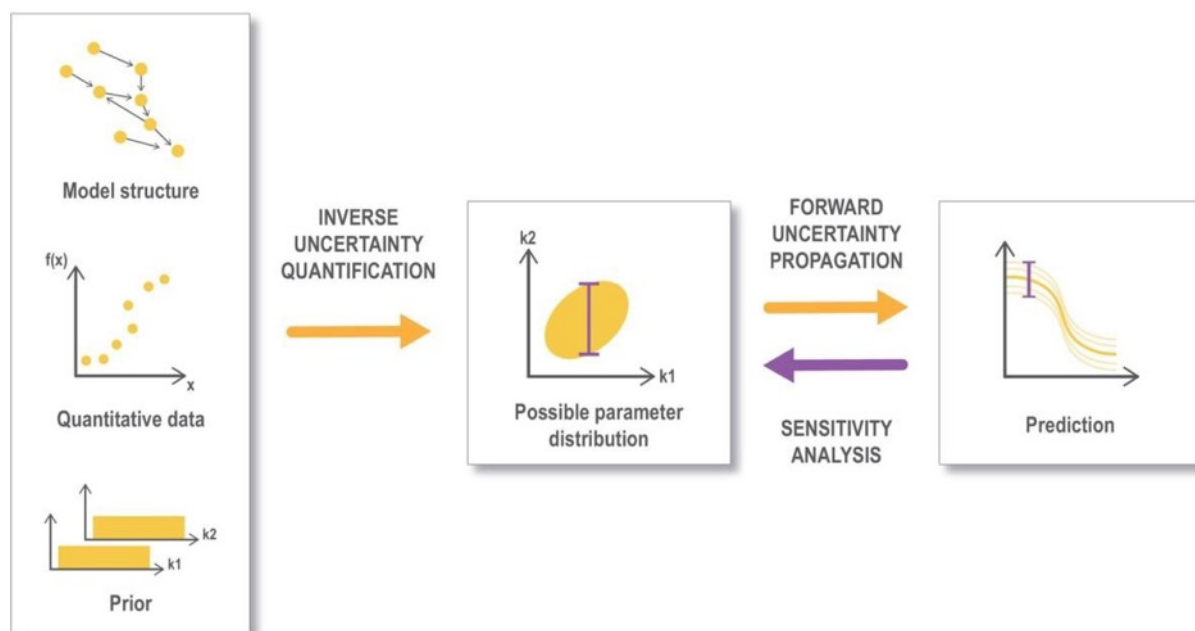 Model structure
f(x)
x
Quantitative data
k2
k1
Prior
INVERSE
UNCERTAINTY
QUANTIFICATION
k2
k1
Possible parameter
distribution
FORWARD
UNCERTAINTY
PROPAGATION
SENSITIVITY
ANALYSIS
Prediction